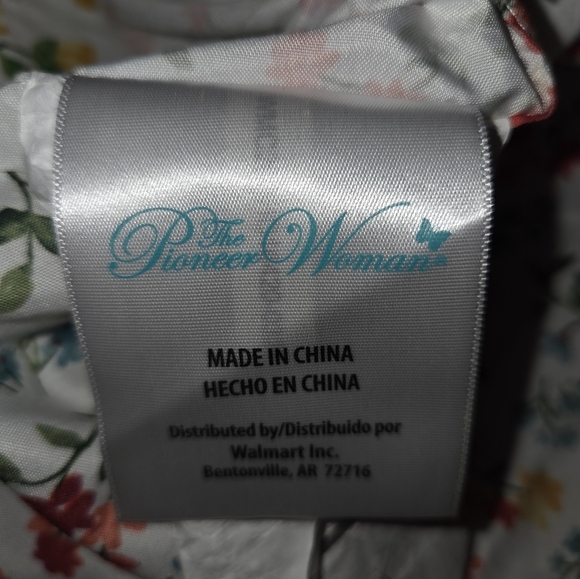 The
Pioneer Woman
MADE IN CHINA
HECHO EN CHINA
Distributed by/Distribuido por
Walmart Inc.
Bentonville, AR 72716